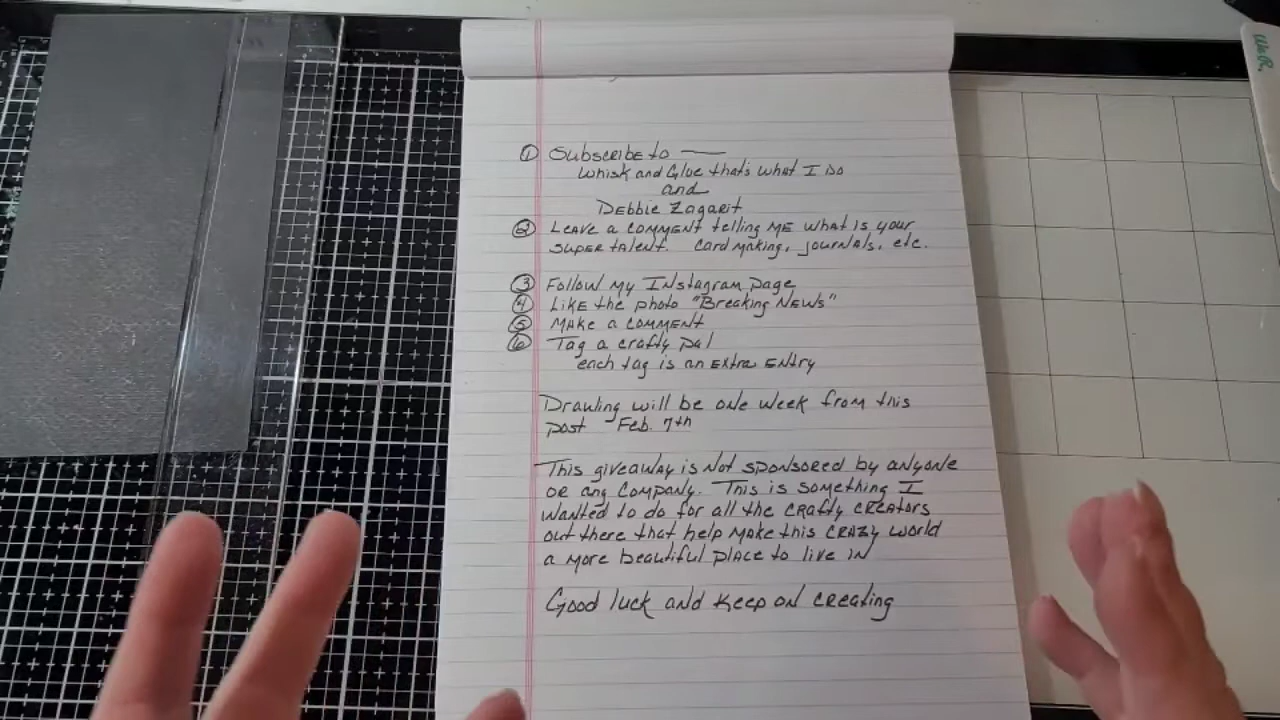 ① Subscribe to —
Whisk and Glue that's what I Do
and
Debbie Zagarit
② Leave a comment telling me what is your
super talent. Card making, journals, etc.
③ Follow my Instagram page
④ Like the photo "Breaking News"
⑤ Make a comment
⑥ Tag a crafty pal
each tag is an extra entry
Drawling will be one week from this
post Feb. 7th
This giveaway is not sponsored by anyone
or any company. This is something I
wanted to do for all the crafty creators
out there that help make this crazy world
a more beautiful place to live in
Good luck and keep on creating